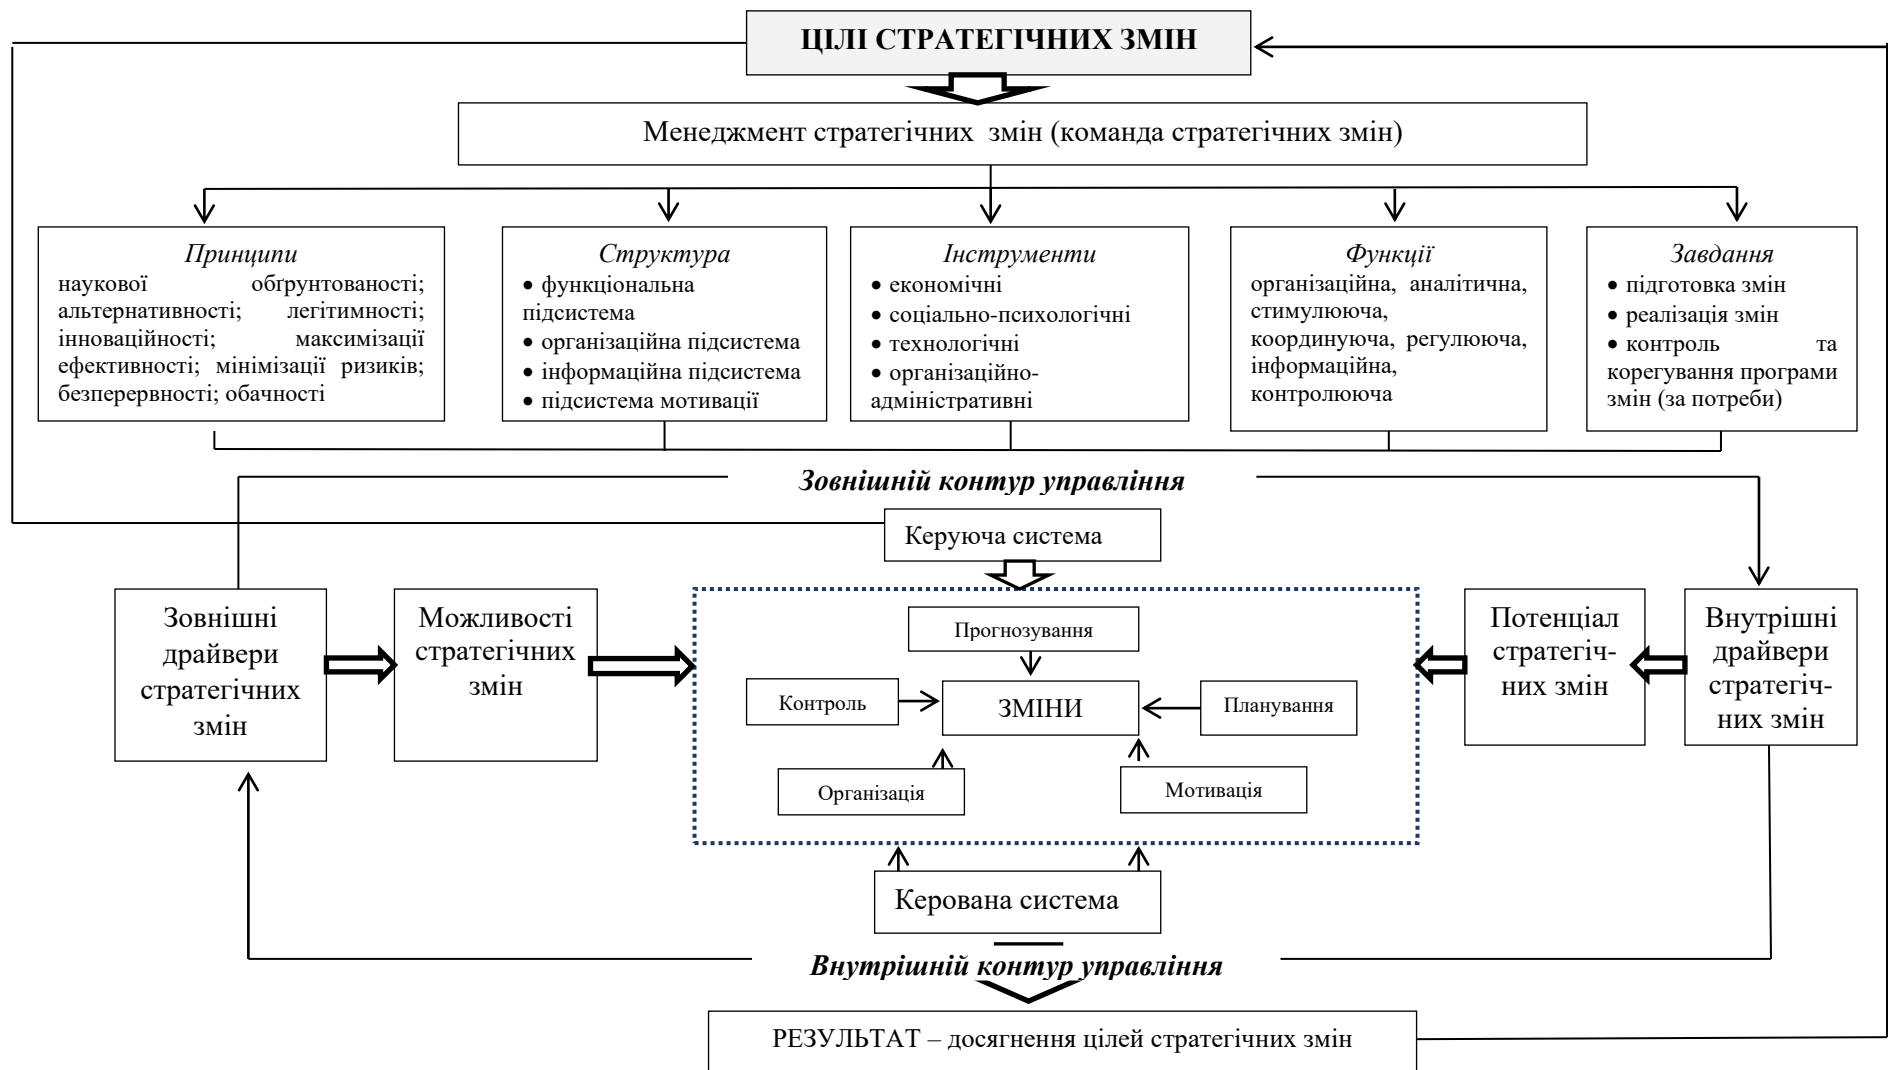 ЦІЛІ СТРАТЕГІЧНИХ ЗМІН
Менеджмент стратегічних змін (команда стратегічних змін)
Принципи
наукової обґрунтованості;
альтернативності; легітимності;
інноваційності; максимізації
ефективності; мінімізації ризиків;
безперервності; обачності
Структура
• функціональна
підсистема
• організаційна підсистема
• інформаційна підсистема
• підсистема мотивації
Інструменти
• економічні
• соціально-психологічні
• технологічні
• організаційно-
адміністративні
Функції
організаційна, аналітична,
стимулююча,
координуюча, регулююча,
інформаційна,
контролююча
Завдання
• підготовка змін
• реалізація змін
• контроль та
корегування програми
змін (за потреби)
Зовнішній контур управління
Керуюча система
Зовнішні
драйвери
стратегічних
змін
Можливості
стратегічних
змін
Прогнозування
Контроль
ЗМІНИ
Планування
Організація
Мотивація
Потенціал
стратегіч-
них змін
Внутрішні
драйвери
стратегіч-
них змін
Керована система
Внутрішній контур управління
РЕЗУЛЬТАТ – досягнення цілей стратегічних змін